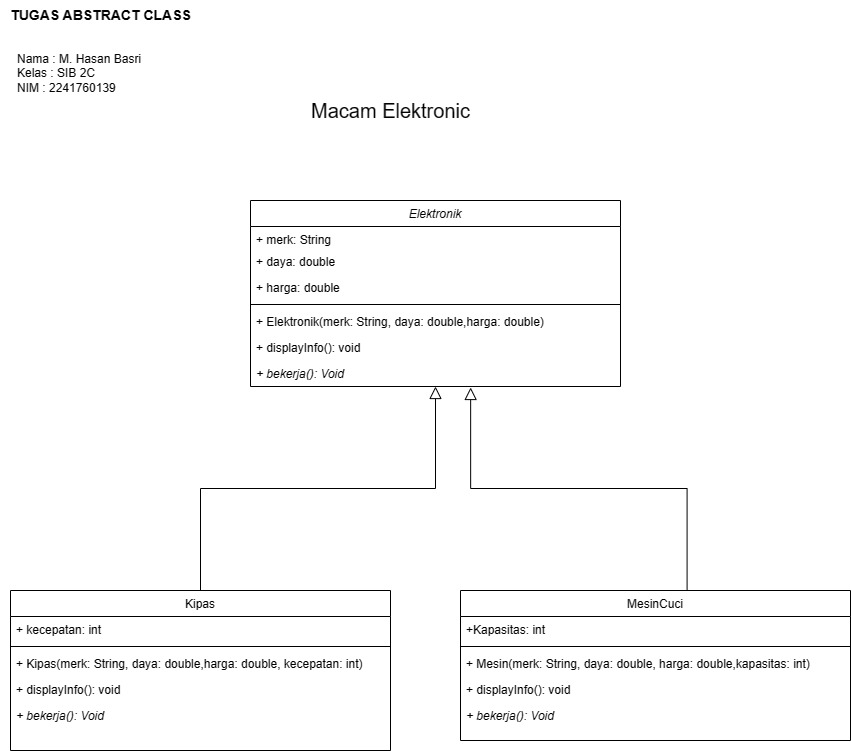 TUGAS ABSTRACT CLASS
Nama : M. Hasan Basri
Kelas : SIB 2C
NIM : 2241760139
Macam Elektronic
Elektronik
+ merk: String
+ daya: double
+ harga: double
+ Elektronik(merk: String, daya: double,harga: double)
+ displayInfo(): void
+ bekerja(): Void
Kipas
+ kecepatan: int
+ Kipas(merk: String, daya: double,harga: double, kecepatan: int)
+ displayInfo(): void
+ bekerja(): Void
MesinCuci
+Kapasitas: int
+ Mesin(merk: String, daya: double, harga: double,kapasitas: int)
+ displayInfo(): void
+ bekerja(): Void